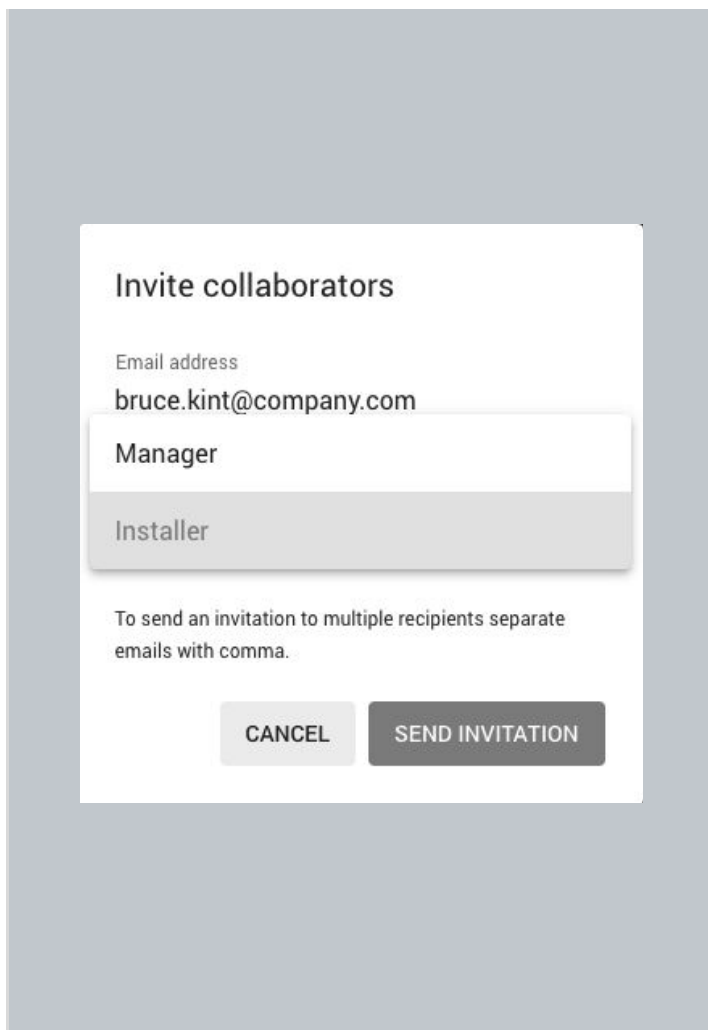 Invite collaborators
Email address
bruce.kint@company.com
Manager
Installer
To send an invitation to multiple recipients separate
emails with comma.
CANCEL SEND INVITATION